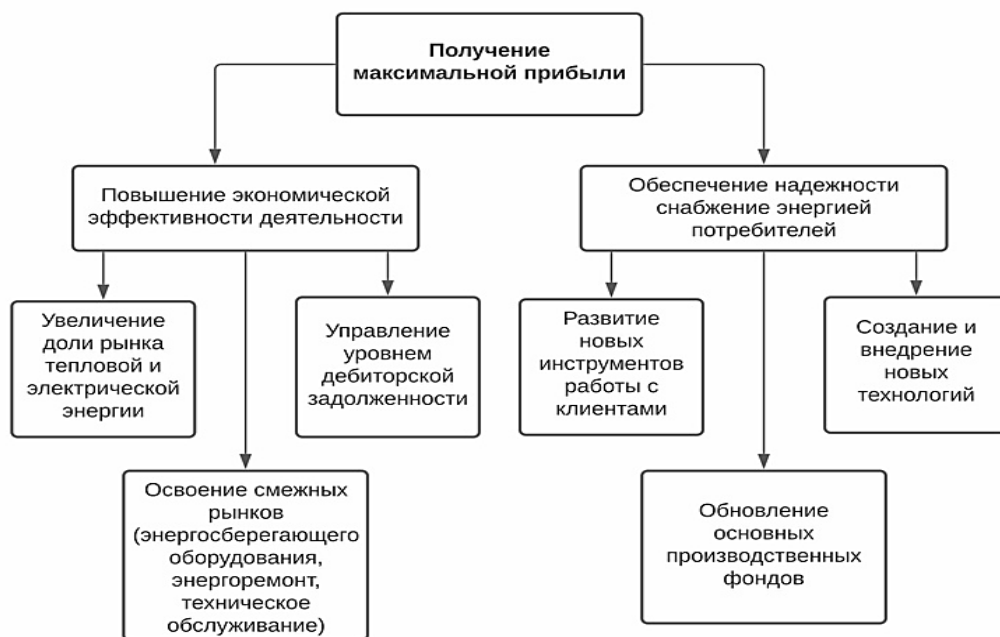 Получение
максимальной прибыли
Повышение экономической
эффективности деятельности
Обеспечение надежности
снабжение энергией
потребителей
Увеличение
доли рынка
тепловой и
электрической
энергии
Управление
уровнем
дебиторской
задолженности
Развитие
новых
инструментов
работы с
клиентами
Создание и
внедрение
новых
технологий
Освоение смежных
рынков
(энергосберегающего
оборудования,
энергоремонт,
техническое
обслуживание)
Обновление
основных
производственных
фондов